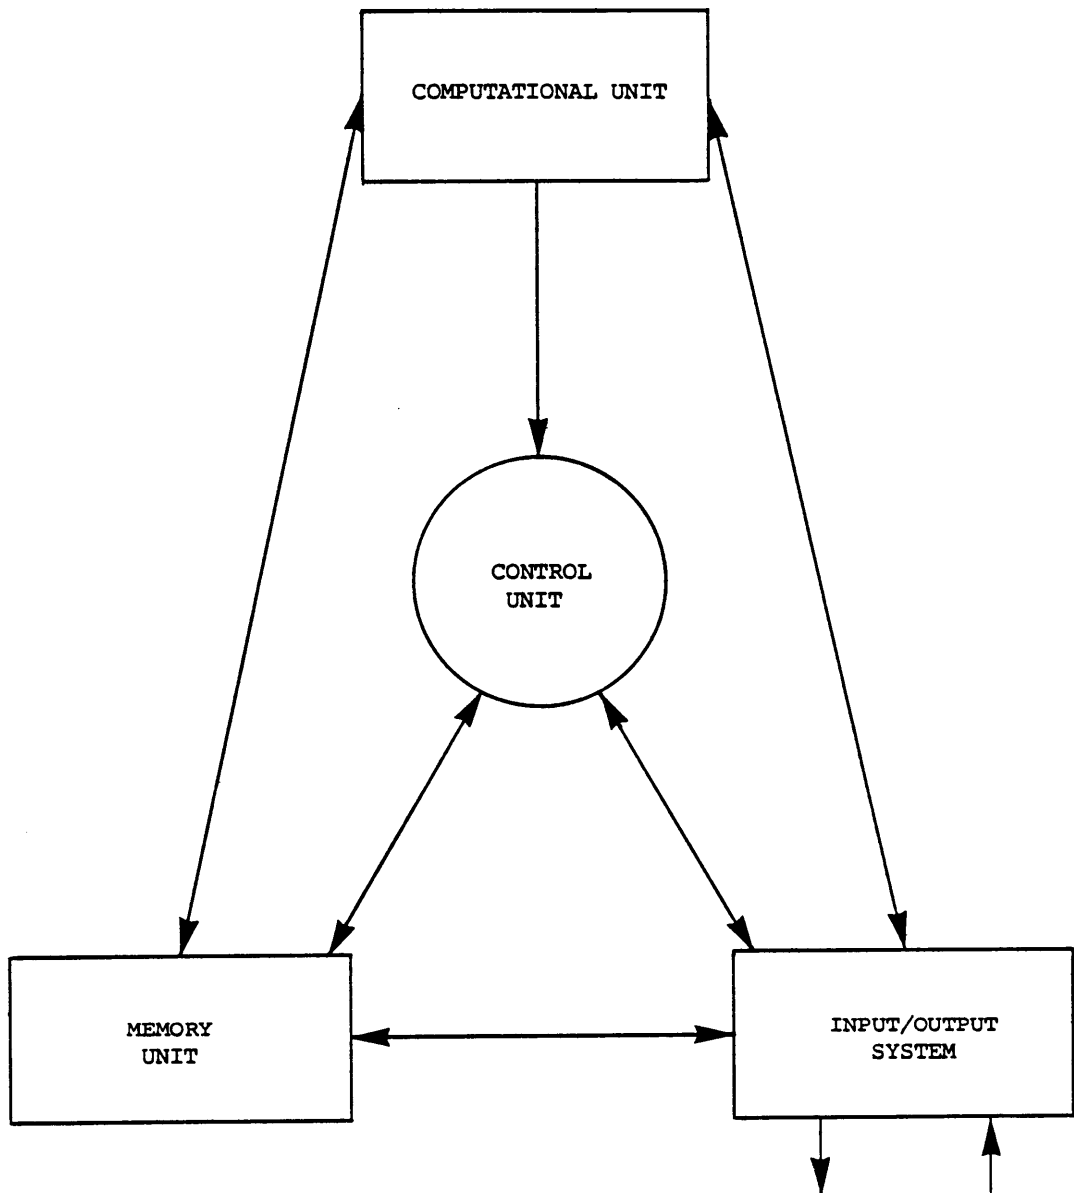 COMPUTATIONAL UNIT
CONTROL
UNIT
MEMORY
UNIT
INPUT/OUTPUT
SYSTEM